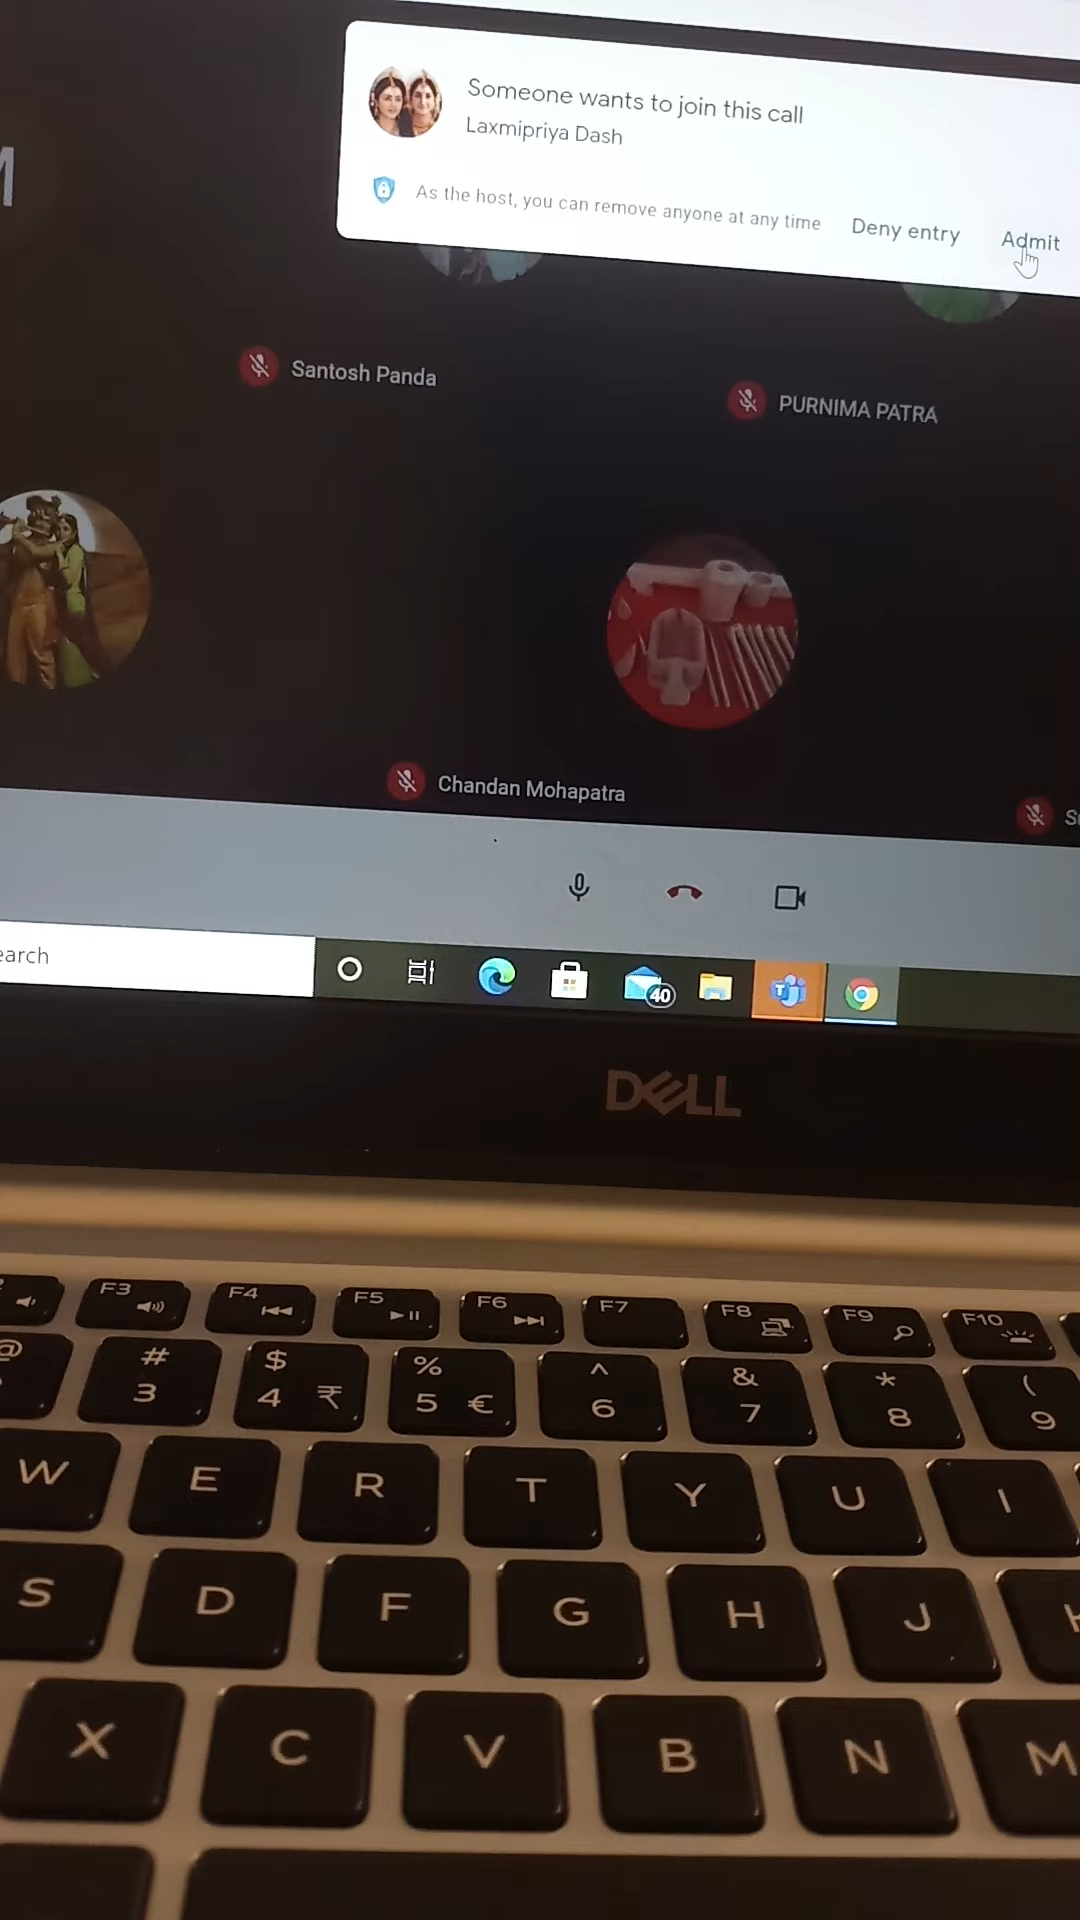 Someone wants to join this call
Laxmipriya Dash
As the host, you can remove anyone at any time Deny entry Admit
M
Santosh Panda
PURNIMA PATRA
Chandan Mohapatra
earch
40
T
DELL
F3 F4 F5 F6 F7 F8 F9 F10
@ # $ % ^ & * (
3 4 ₹ 5 € 6 7 8 9
W E R T Y U I
S D F G H J
X C V B N M